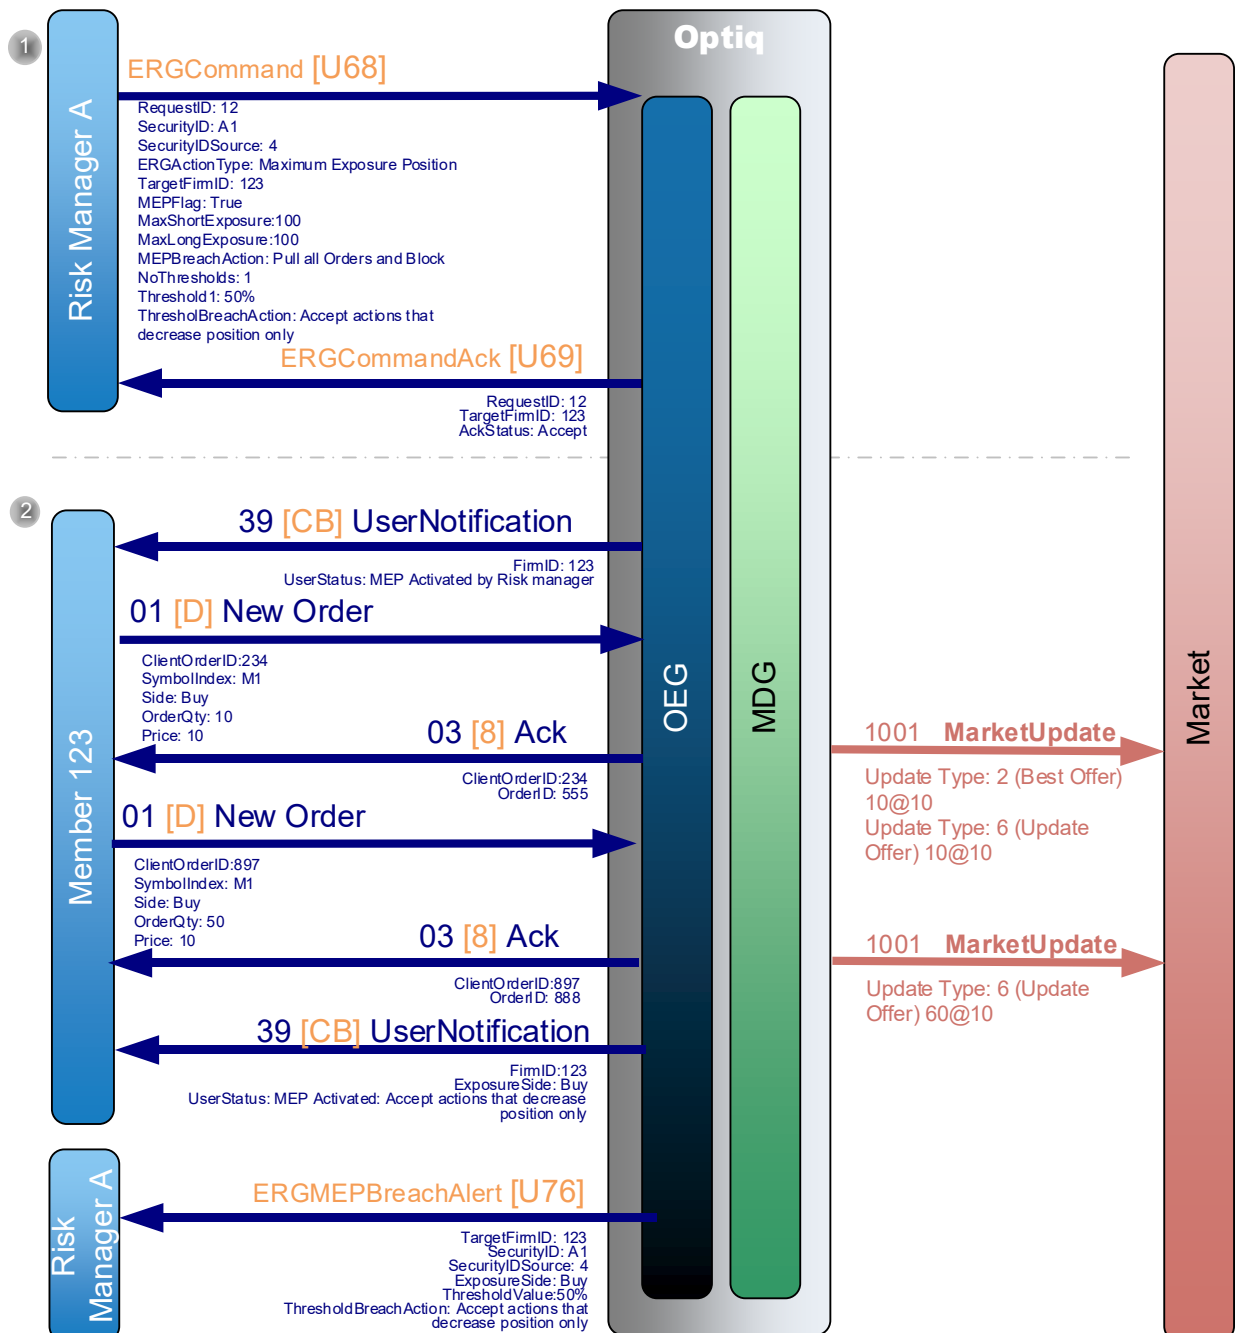 Optiq
1
Risk Manager A
ERGCommand [U68]
RequestID: 12
SecurityID: A1
SecurityIDSource: 4
ERGActionType: Maximum Exposure Position
TargetFirmID: 123
MEPFlag: True
MaxShortExposure:100
MaxLongExposure:100
MEPBreachAction: Pull all Orders and Block
NoThresholds: 1
Threshold1: 50%
ThresholBreachAction: Accept actions that
decrease position only
ERGCommandAck [U69]
RequestID: 12
TargetFirmID: 123
AckStatus: Accept
OEG
MDG
Market
2
Member 123
39 [CB] UserNotification
FirmID: 123
UserStatus: MEP Activated by Risk manager
01 [D] New Order
ClientOrderID:234
SymbolIndex: M1
Side: Buy
OrderQty: 10
Price: 10
03 [8] Ack
ClientOrderID:234
OrderID: 555
1001 MarketUpdate
Update Type: 2 (Best Offer)
10@10
Update Type: 6 (Update
Offer) 10@10
01 [D] New Order
ClientOrderID:897
SymbolIndex: M1
Side: Buy
OrderQty: 50
Price: 10
03 [8] Ack
ClientOrderID:897
OrderID: 888
1001 MarketUpdate
Update Type: 6 (Update
Offer) 60@10
39 [CB] UserNotification
FirmID:123
ExposureSide: Buy
UserStatus: MEP Activated: Accept actions that decrease
position only
Risk
Manager A
ERGMEPBreachAlert [U76]
TargetFirmID: 123
SecurityID: A1
SecurityIDSource: 4
ExposureSide: Buy
ThresholdValue:50%
ThresholdBreachAction: Accept actions that
decrease position only